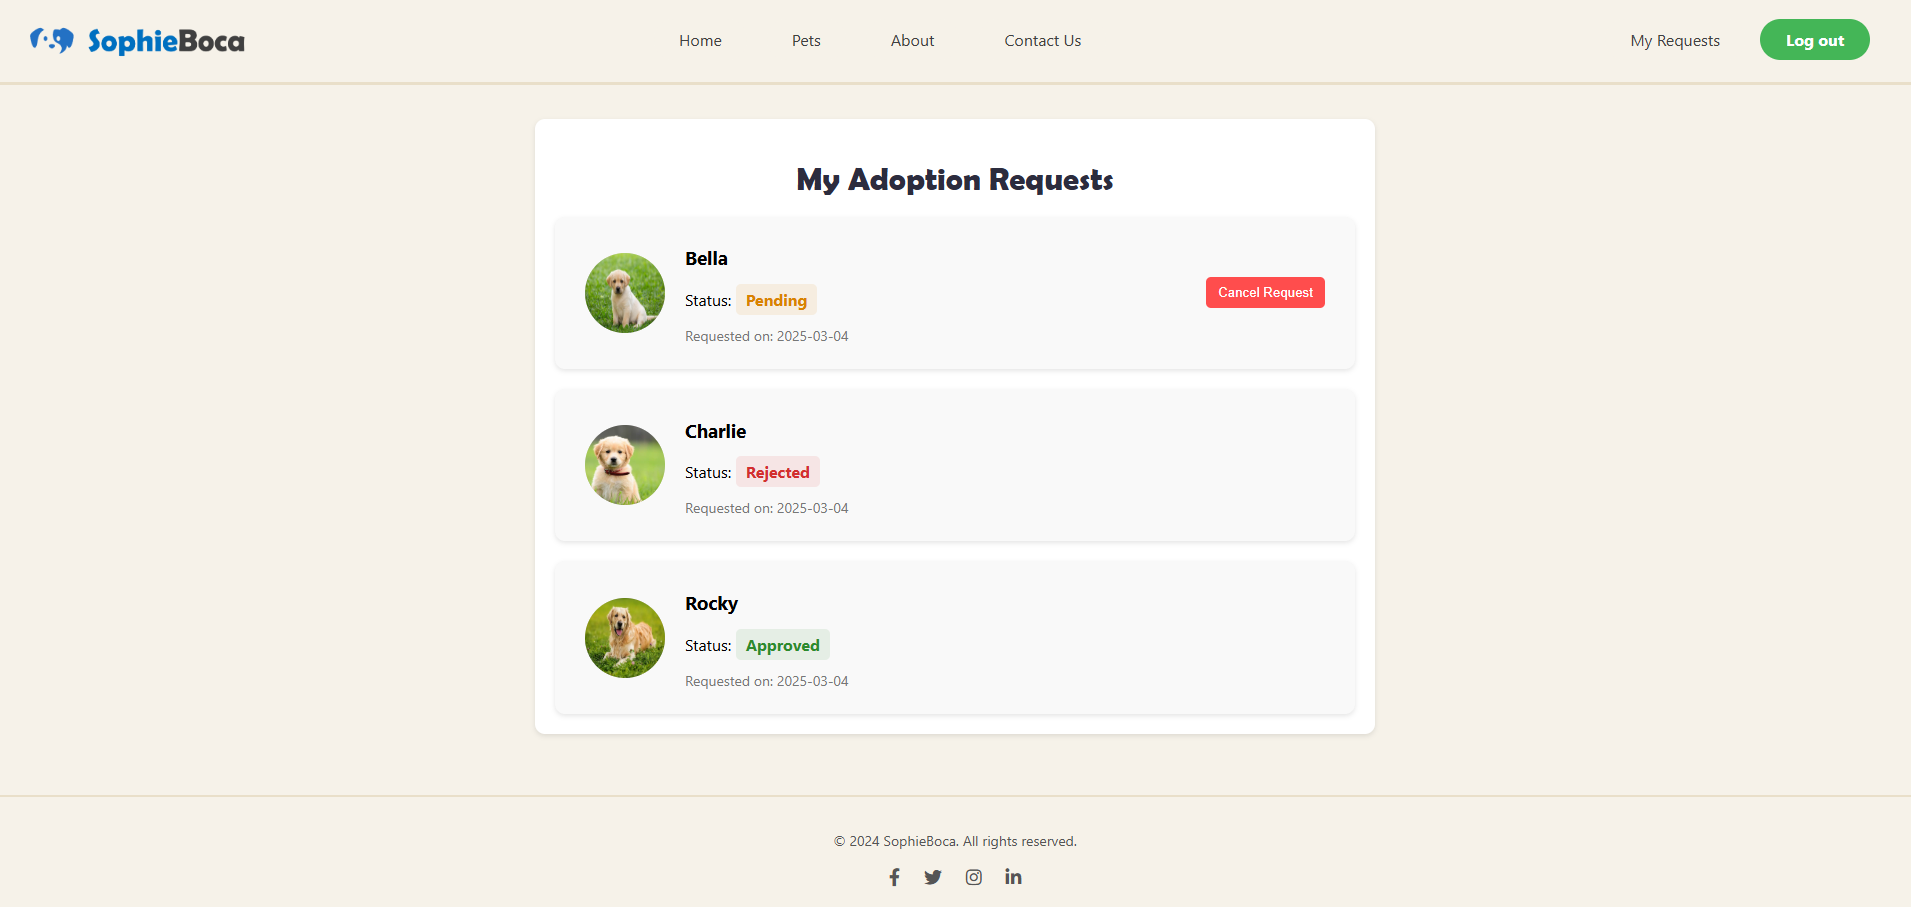 SophieBoca
Home Pets About Contact Us
My Requests Log out
My Adoption Requests
Bella
Status: Pending
Requested on: 2025-03-04
Cancel Request
Charlie
Status: Rejected
Requested on: 2025-03-04
Rocky
Status: Approved
Requested on: 2025-03-04
© 2024 SophieBoca. All rights reserved.